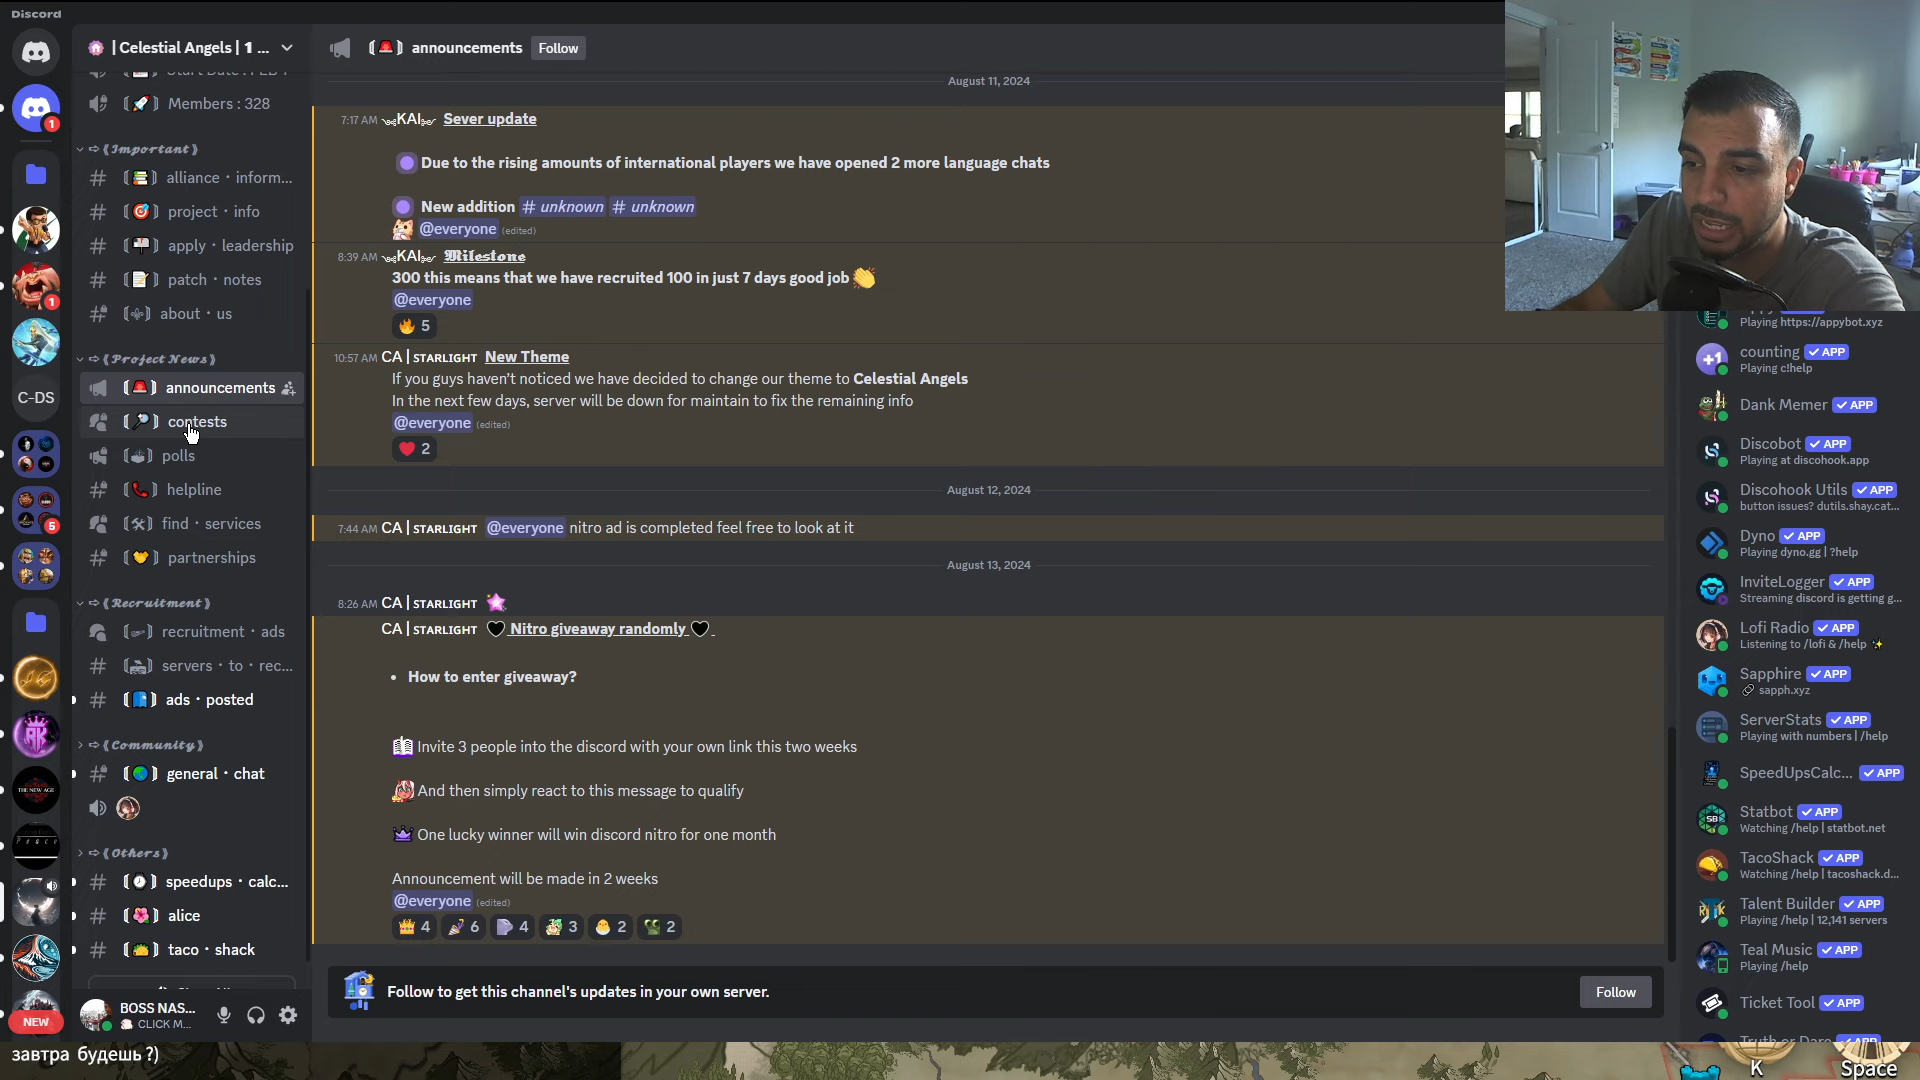 Discord
| Celestial Angels | 1 ...
Members : 328
Important
alliance・inform...
project・info
apply・leadership
patch・notes
about・us
Project News
announcements
contests
polls
helpline
find・services
partnerships
Recruitment
recruitment・ads
servers・to・rec...
ads・posted
Community
general・chat
Others
speedups・calc...
alice
taco・shack
C-DS
THE NEW AGE
1
1
5
NEW
BOSS NAS...
CLICK M...
announcements
Follow
August 11, 2024
7:17 AM KAI Sever update
Due to the rising amounts of international players we have opened 2 more language chats
New addition # unknown # unknown
@everyone (edited)
8:39 AM KAI Milestone
300 this means that we have recruited 100 in just 7 days good job
@everyone
5
10:57 AM CA | STARLIGHT New Theme
If you guys haven't noticed we have decided to change our theme to Celestial Angels
In the next few days, server will be down for maintain to fix the remaining info
@everyone (edited)
2
August 12, 2024
7:44 AM CA | STARLIGHT @everyone nitro ad is completed feel free to look at it
August 13, 2024
8:26 AM CA | STARLIGHT
CA | STARLIGHT Nitro giveaway randomly
• How to enter giveaway?
Invite 3 people into the discord with your own link this two weeks
And then simply react to this message to qualify
One lucky winner will win discord nitro for one month
Announcement will be made in 2 weeks
@everyone (edited)
4 6 4 3 2 2
Follow to get this channel's updates in your own server.
Follow
Playing https://appybot.xyz
counting APP
Playing c!help
Dank Memer APP
Discobot APP
Playing at discohook.app
Discohook Utils APP
button issues? dutils.shay.cat...
Dyno APP
Playing dyno.gg | ?help
InviteLogger APP
Streaming discord is getting g...
Lofi Radio APP
Listening to /lofi & /help
Sapphire APP
sapph.xyz
ServerStats APP
Playing with numbers | /help
SpeedUpsCalc... APP
Statbot APP
Watching /help | statbot.net
TacoShack APP
Watching /help | tacoshack.d...
Talent Builder APP
Playing /help | 12,141 servers
Teal Music APP
Playing /help
Ticket Tool APP
завтра будешь ?)
K
Space